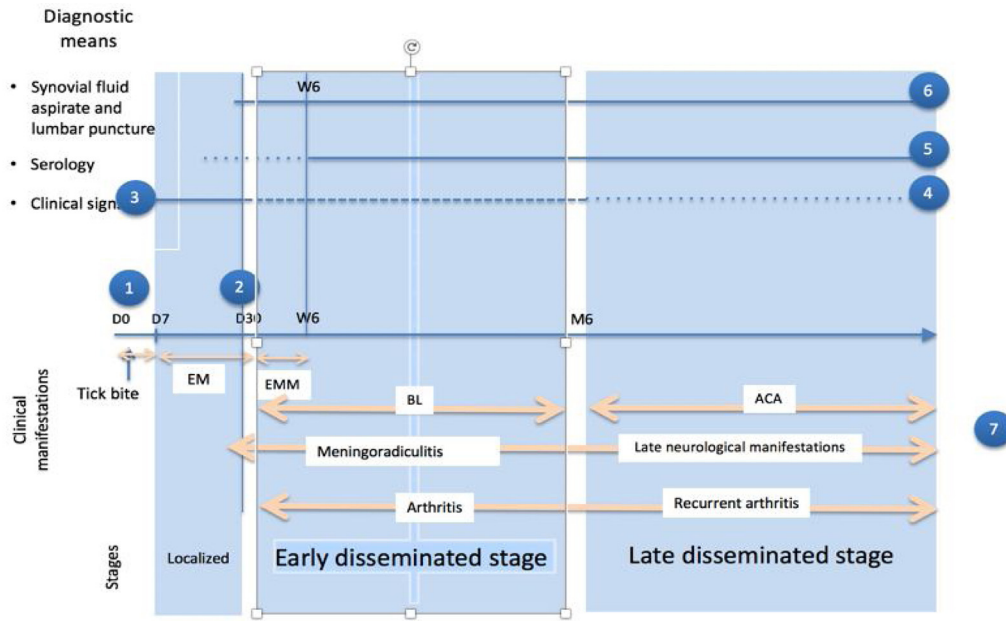 Diagnostic
means
• Synovial fluid
aspirate and
lumbar puncture
• Serology
• Clinical sign
W6
6
5
3
4
1
2
D0
D7
D30
W6
M6
Tick bite
EM
EMM
BL
ACA
Clinical
manifestations
Meningoradiculitis
Late neurological manifestations
7
Arthritis
Recurrent arthritis
Stages
Localized
Early disseminated stage
Late disseminated stage